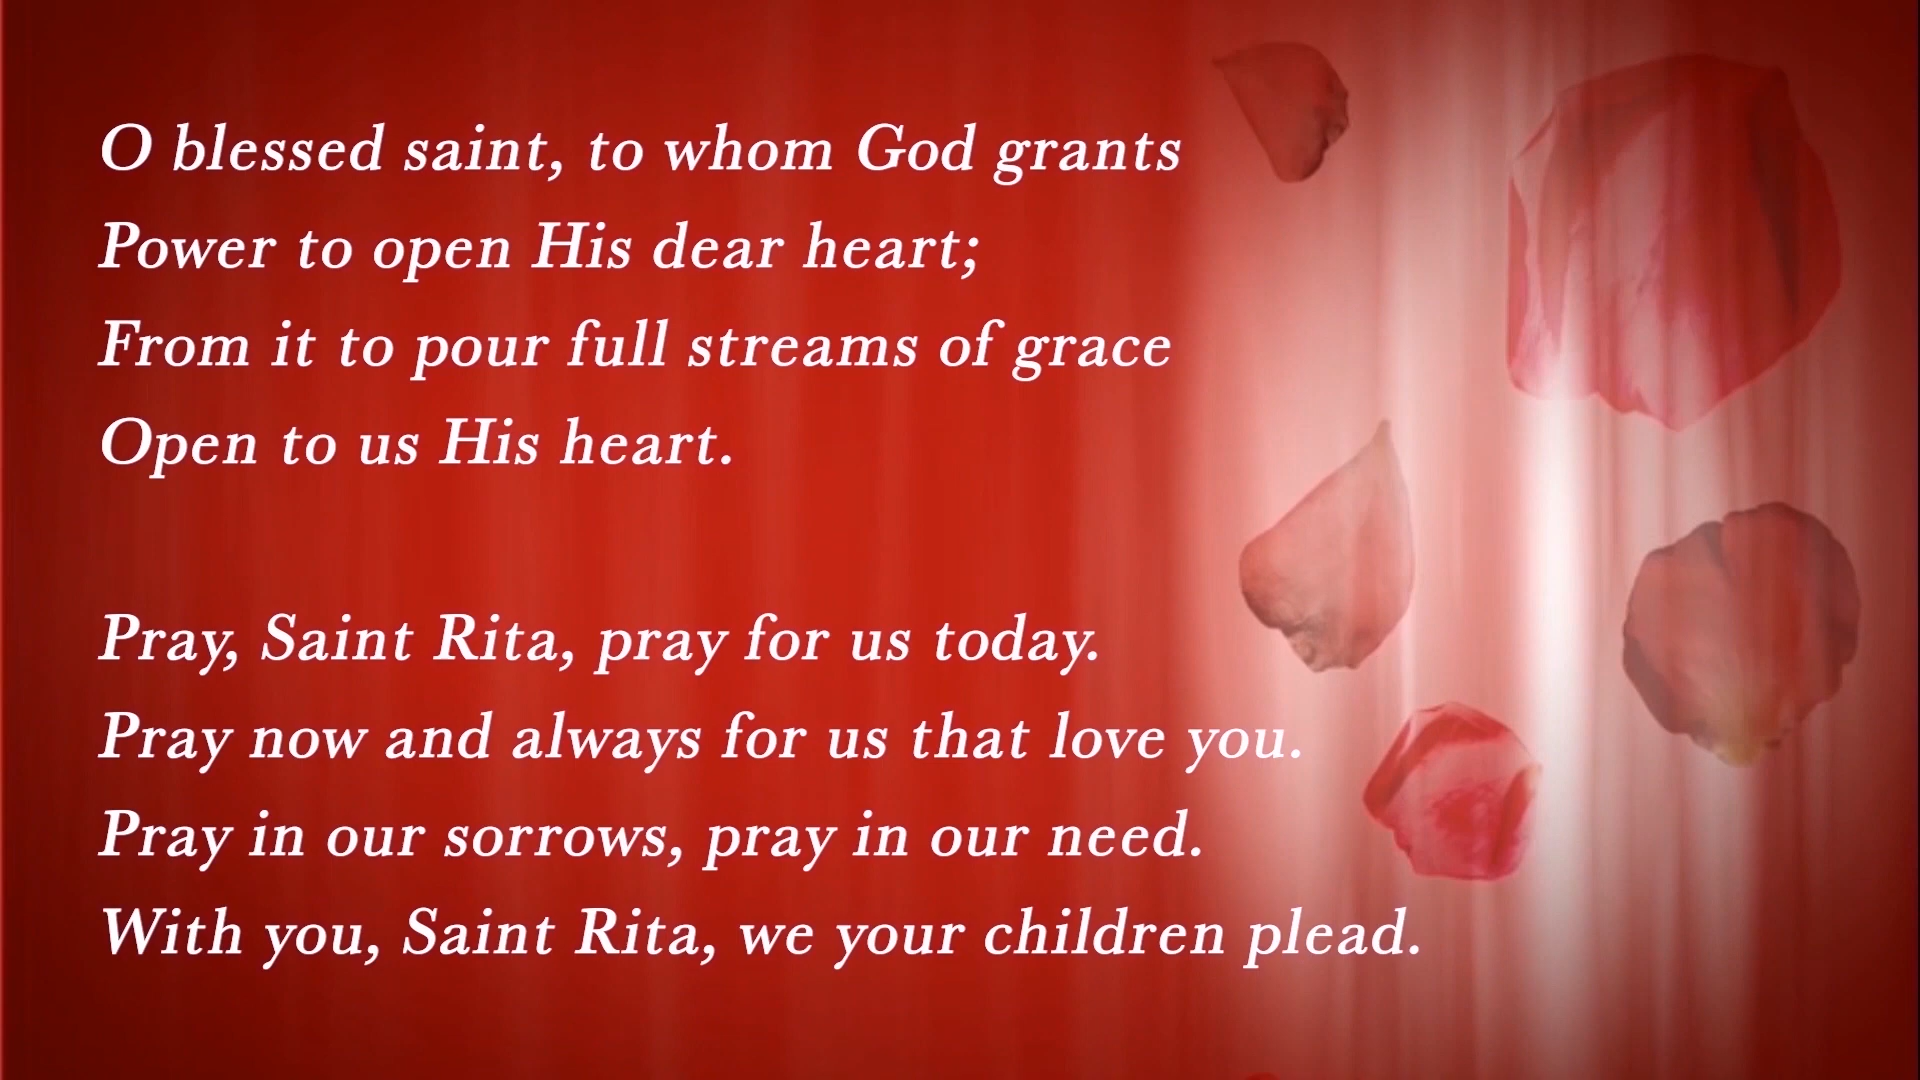 O blessed saint, to whom God grants
Power to open His dear heart;
From it to pour full streams of grace
Open to us His heart.
Pray, Saint Rita, pray for us today.
Pray now and always for us that love you.
Pray in our sorrows, pray in our need.
With you, Saint Rita, we your children plead.